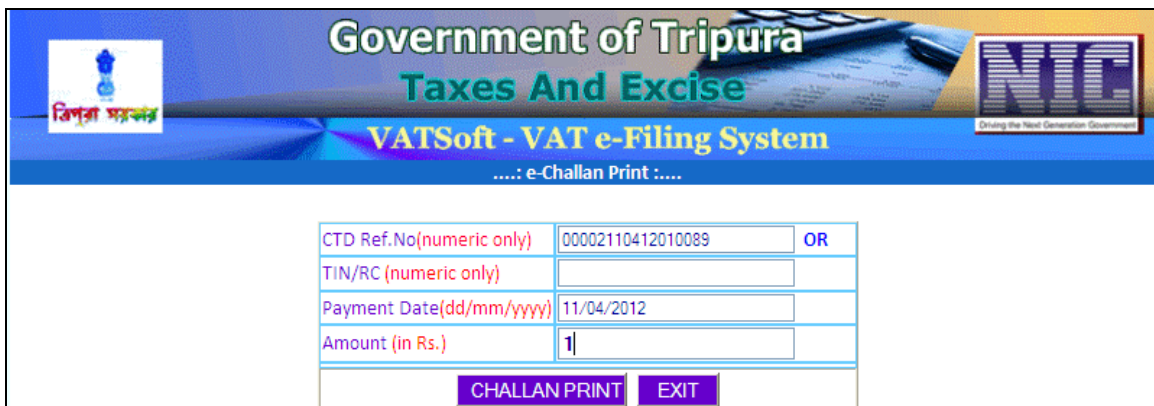 Government of Tripura
Taxes And Excise
ত্রিপুরা সরকার
NIC
Driving the Next Generation Government
VATSoft - VAT e-Filing System
....: e-Challan Print :....
CTD Ref.No(numeric only) 00002110412010089 OR
TIN/RC (numeric only)
Payment Date(dd/mm/yyyy) 11/04/2012
Amount (in Rs.) 1
CHALLAN PRINT EXIT